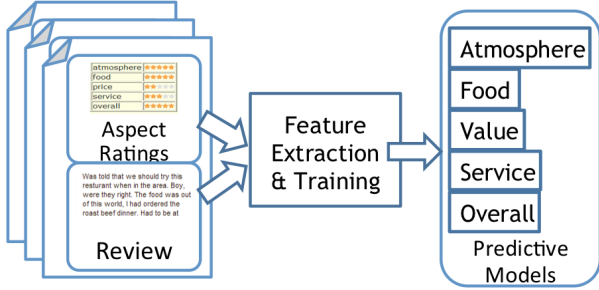 atmosphere
food
price
service
overall
Aspect
Ratings
Was told that we should try this
resturant when in the area. Boy,
were they right. The food was out
of this world, I had ordered the
roast beef dinner. Had to be at
Review
Feature
Extraction
& Training
Atmosphere
Food
Value
Service
Overall
Predictive
Models